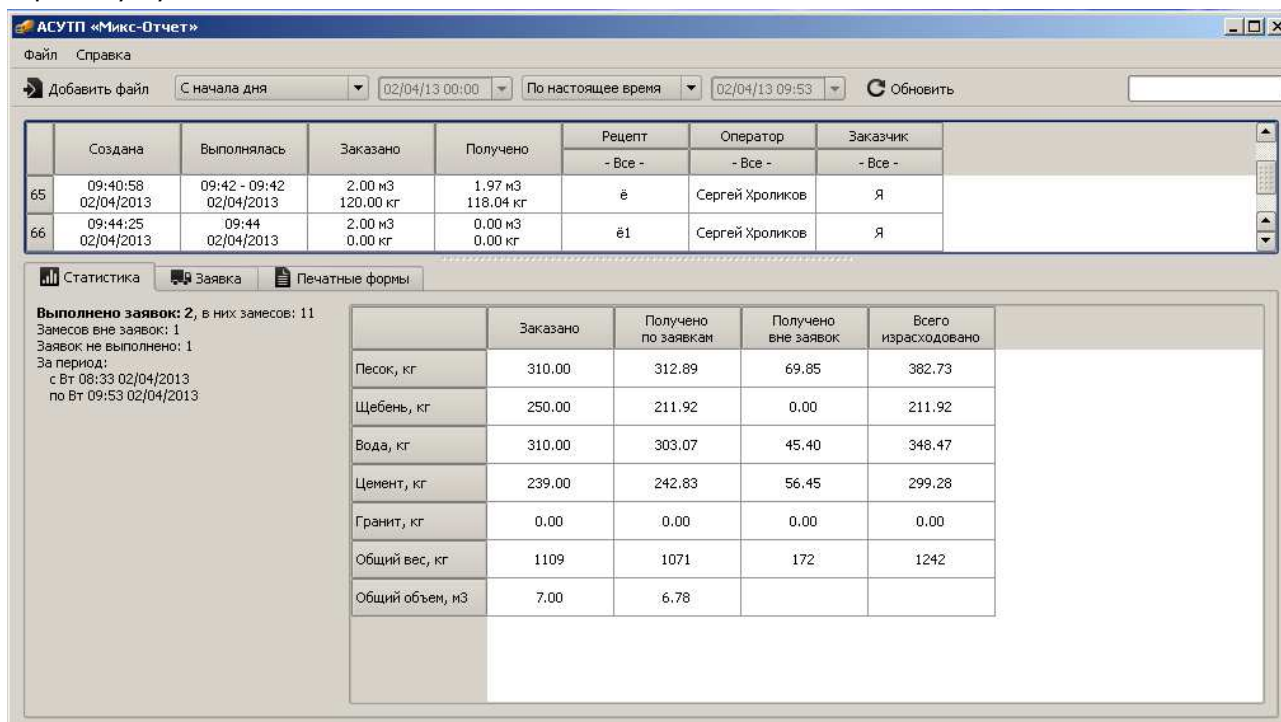 АСУТП «Микс-Отчет»
Файл Справка
Добавить файл С начала дня 02/04/13 00:00 По настоящее время 02/04/13 09:53 Обновить
Создана Выполнялась Заказано Получено Рецепт Оператор Заказчик
- Все - - Все - - Все -
65 09:40:58 09:42 - 09:42 2.00 м3 1.97 м3 ё Сергей Хроликов Я
02/04/2013 02/04/2013 120.00 кг 118.04 кг
66 09:44:25 09:44 2.00 м3 0.00 м3 ё1 Сергей Хроликов Я
02/04/2013 02/04/2013 0.00 кг 0.00 кг
Статистика Заявка Печатные формы
Выполнено заявок: 2, в них замесов: 11
Замесов вне заявок: 1
Заявок не выполнено: 1
За период:
с Вт 08:33 02/04/2013
по Вт 09:53 02/04/2013
Заказано Получено по заявкам Получено вне заявок Всего израсходовано
Песок, кг 310.00 312.89 69.85 382.73
Щебень, кг 250.00 211.92 0.00 211.92
Вода, кг 310.00 303.07 45.40 348.47
Цемент, кг 239.00 242.83 56.45 299.28
Гранит, кг 0.00 0.00 0.00 0.00
Общий вес, кг 1109 1071 172 1242
Общий объем, м3 7.00 6.78